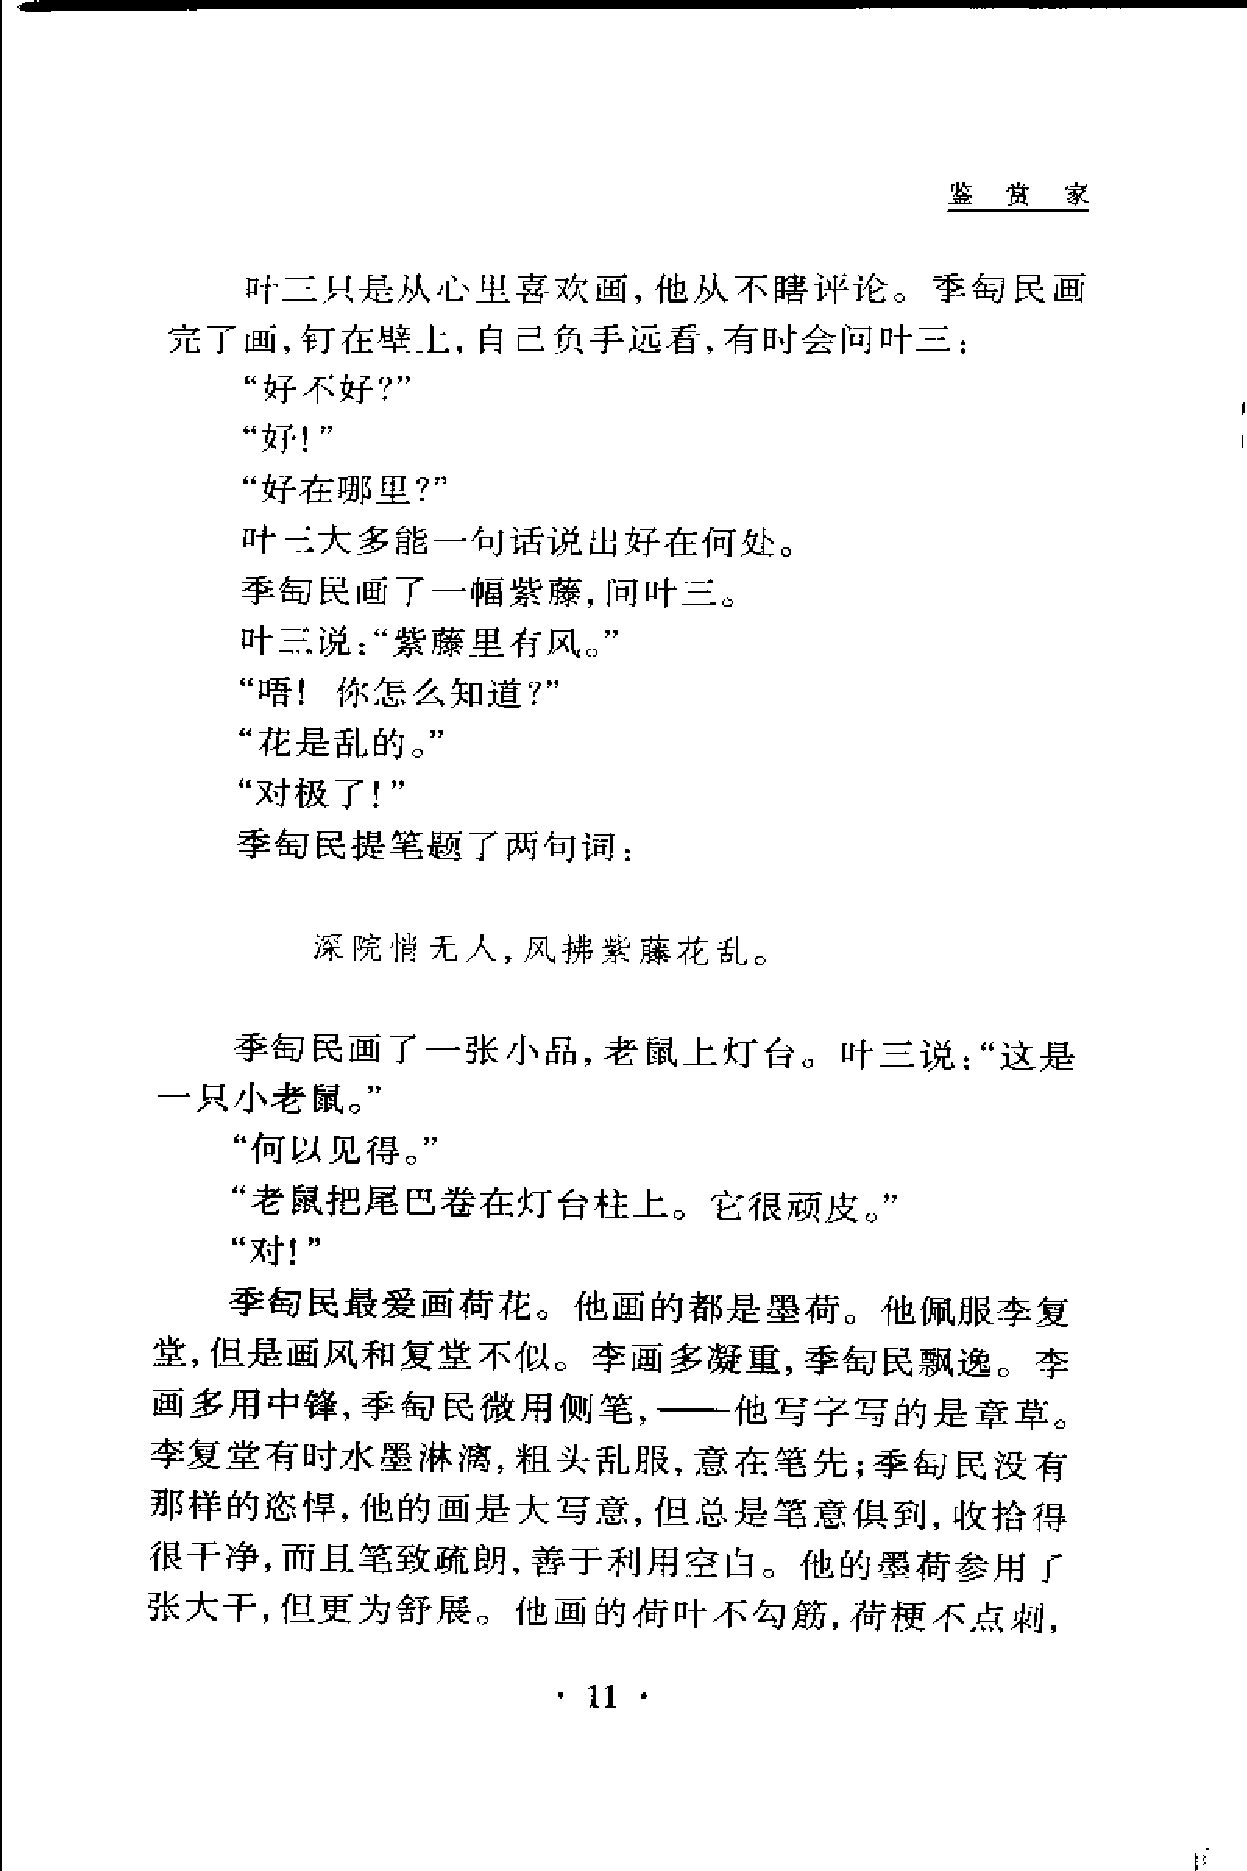 鉴 赏 家
叶三只是从心里喜欢画,他从不瞎评论。季匋民画
完了画,钉在壁上,自己负手远看,有时会问叶三:
“好不好?”
“好!”
“好在哪里?”
叶三大多能一句话说出好在何处。
季匋民画了一幅紫藤,问叶三。
叶三说:“紫藤里有风。”
“唔! 你怎么知道?”
“花是乱的。”
“对极了!”
季匋民提笔题了两句词:
深院悄无人,风拂紫藤花乱。
季匋民画了一张小品,老鼠上灯台。叶三说:“这是
一只小老鼠。”
“何以见得。”
“老鼠把尾巴卷在灯台柱上。它很顽皮。”
“对!”
季匋民最爱画荷花。他画的都是墨荷。他佩服李复
堂,但是画风和复堂不似。李画多凝重,季匋民飘逸。李
画多用中锋,季匋民微用侧笔,——他写字写的是章草。
李复堂有时水墨淋漓,粗头乱服,意在笔先;季匋民没有
那样的恣悍,他的画是大写意,但总是笔意俱到,收拾得
很干净,而且笔致疏朗,善于利用空白。他的墨荷参用了
张大千,但更为舒展。他画的荷叶不勾筋,荷梗不点刺,
· 11 ·